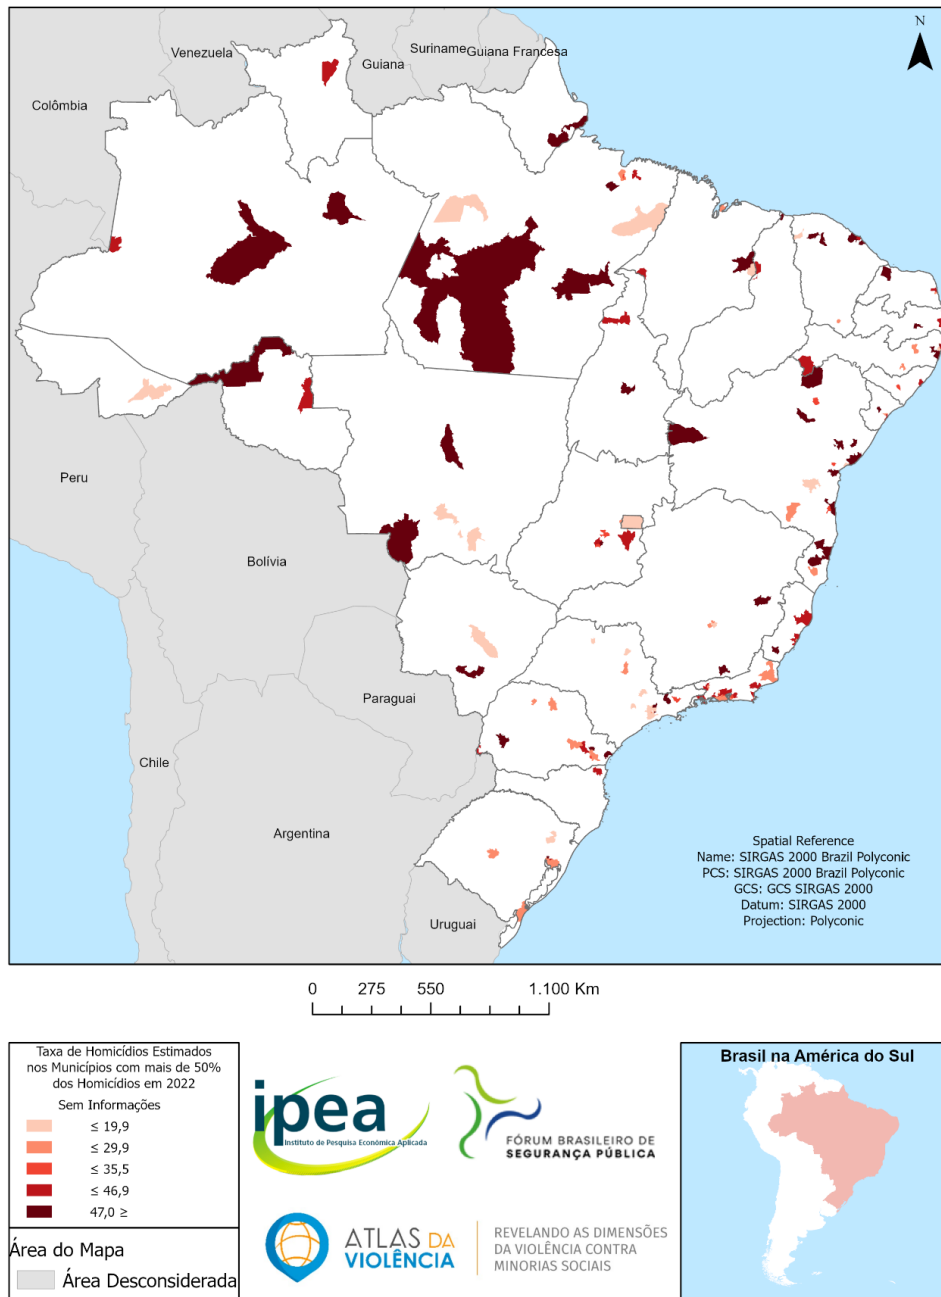 N
Venezuela
Suriname
Guiana Francesa
Guiana
Colômbia
Peru
Bolívia
Paraguai
Chile
Argentina
Uruguai
Spatial Reference
Name: SIRGAS 2000 Brazil Polyconic
PCS: SIRGAS 2000 Brazil Polyconic
GCS: GCS SIRGAS 2000
Datum: SIRGAS 2000
Projection: Polyconic
0 275 550 1.100 Km
Taxa de Homicídios Estimados
nos Municípios com mais de 50%
dos Homicídios em 2022
Sem Informações
≤ 19,9
≤ 29,9
≤ 35,5
≤ 46,9
47,0 ≥
Área do Mapa
Área Desconsiderada
ipea
Instituto de Pesquisa Econômica Aplicada
FÓRUM BRASILEIRO DE
SEGURANÇA PÚBLICA
ATLAS DA
VIOLÊNCIA
REVELANDO AS DIMENSÕES
DA VIOLÊNCIA CONTRA
MINORIAS SOCIAIS
Brasil na América do Sul